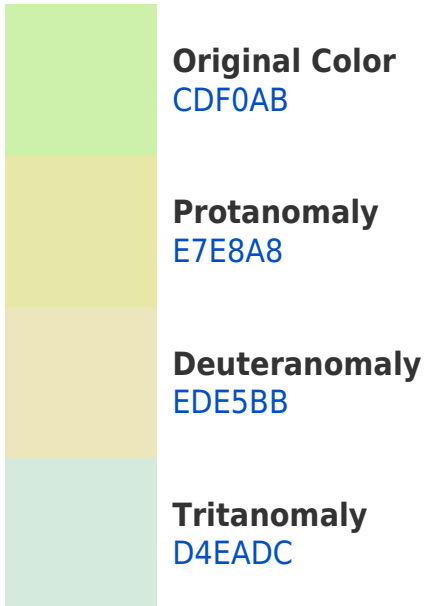 Original Color
CDF0AB
Protanomaly
E7E8A8
Deuteranomaly
EDE5BB
Tritanomaly
D4EADC